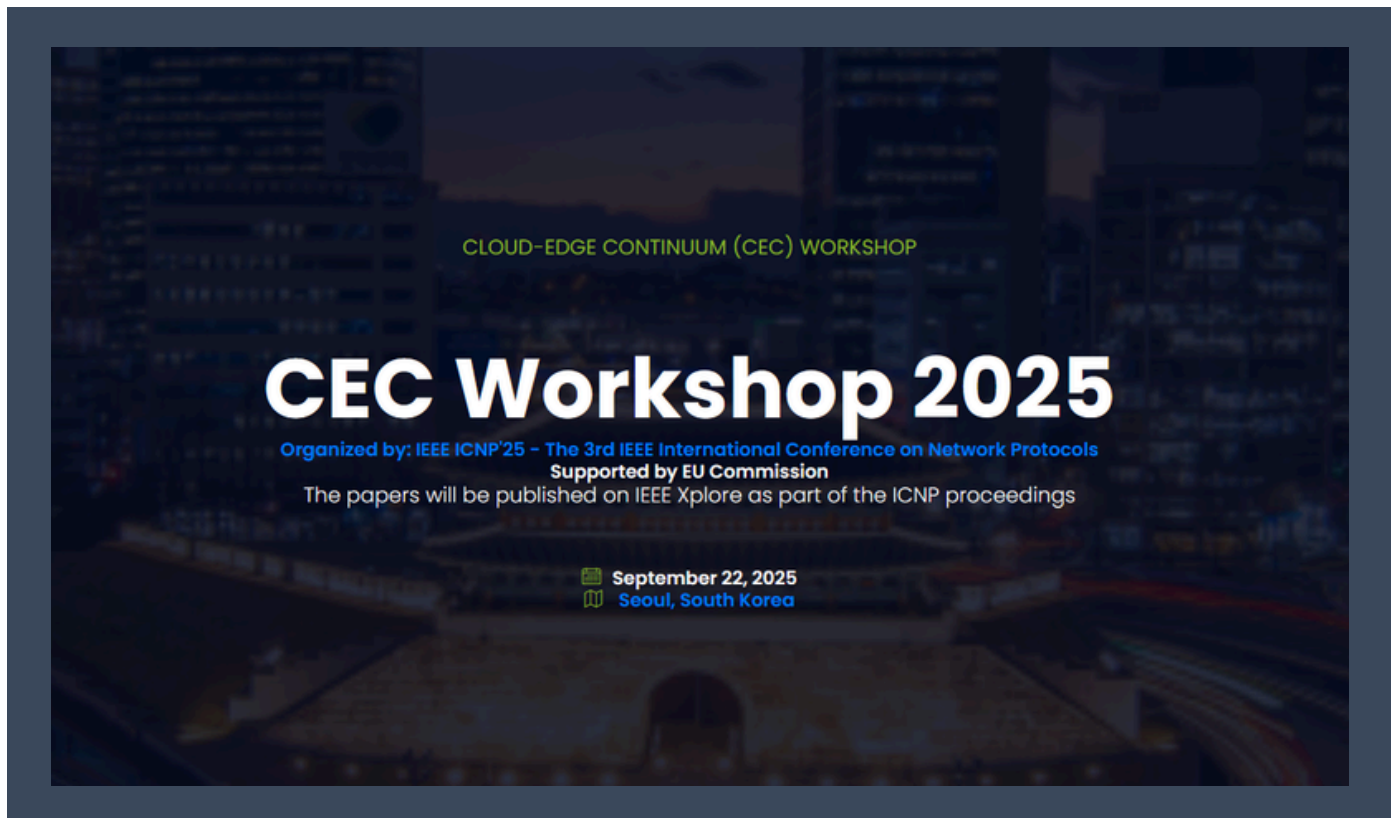 CLOUD-EDGE CONTINUUM (CEC) WORKSHOP
CEC Workshop 2025
Organized by: IEEE ICNP'25 - The 3rd IEEE International Conference on Network Protocols
Supported by EU Commission
The papers will be published on IEEE Xplore as part of the ICNP proceedings
September 22, 2025
Seoul, South Korea